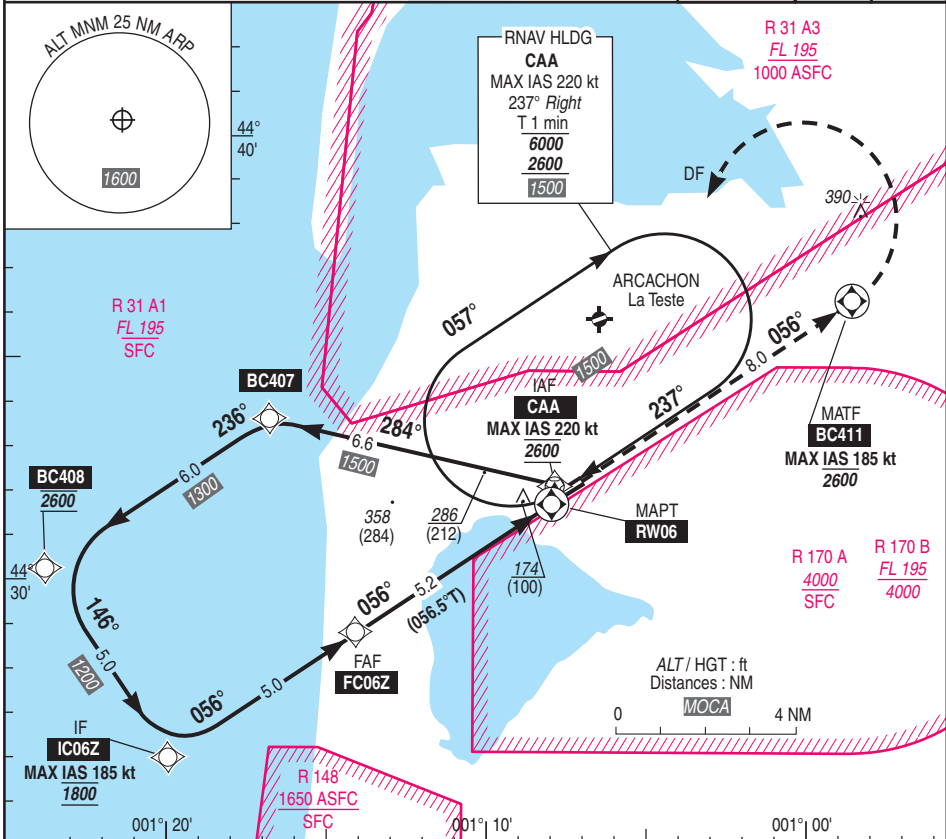 ALT MNM 25 NM ARP
1600
44°
40'
RNAV HLDG
CAA
MAX IAS 220 kt
237° Right
T 1 min
6000
2600
1500
R 31 A3
FL 195
1000 ASFC
DF
390
ARCACHON
La Teste
057°
R 31 A1
FL 195
SFC
1500
056°
8.0
BC407
IAF
CAA
MAX IAS 220 kt
2600
237°
236°
284°
6.6
1500
MATF
BC411
MAX IAS 185 kt
2600
BC408
2600
6.0
1300
358
(284)
286
(212)
MAPT
RW06
174
(100)
R 170 A
4000
SFC
R 170 B
FL 195
4000
44°
30'
146°
5.0
1200
056°
5.2
(056.5°T)
FAF
FC06Z
056°
5.0
ALT / HGT : ft
Distances : NM
MOCA
0 4 NM
IF
IC06Z
MAX IAS 185 kt
1800
R 148
1650 ASFC
SFC
001° 20'
001° 10'
001° 00'